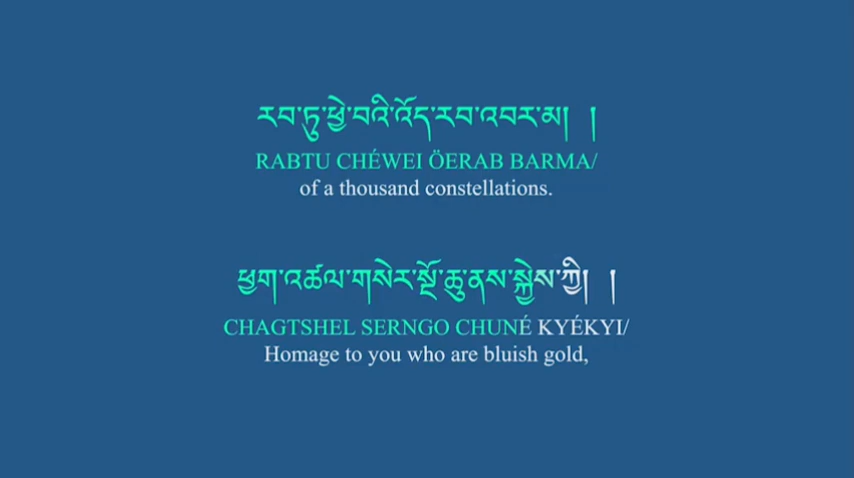 རབ་ཏུ་ཕྱེ་བའི་འོད་རབ་འབར་མ། །
RABTU CHÉWEI ÖERAB BARMA/
of a thousand constellations.
ཕྱག་འཚལ་གསེར་སྔོ་ཆུ་ནས་སྐྱེས་ཀྱི། །
CHAGTSHEL SERNGO CHUNÉ KYÉKYI/
Homage to you who are bluish gold,